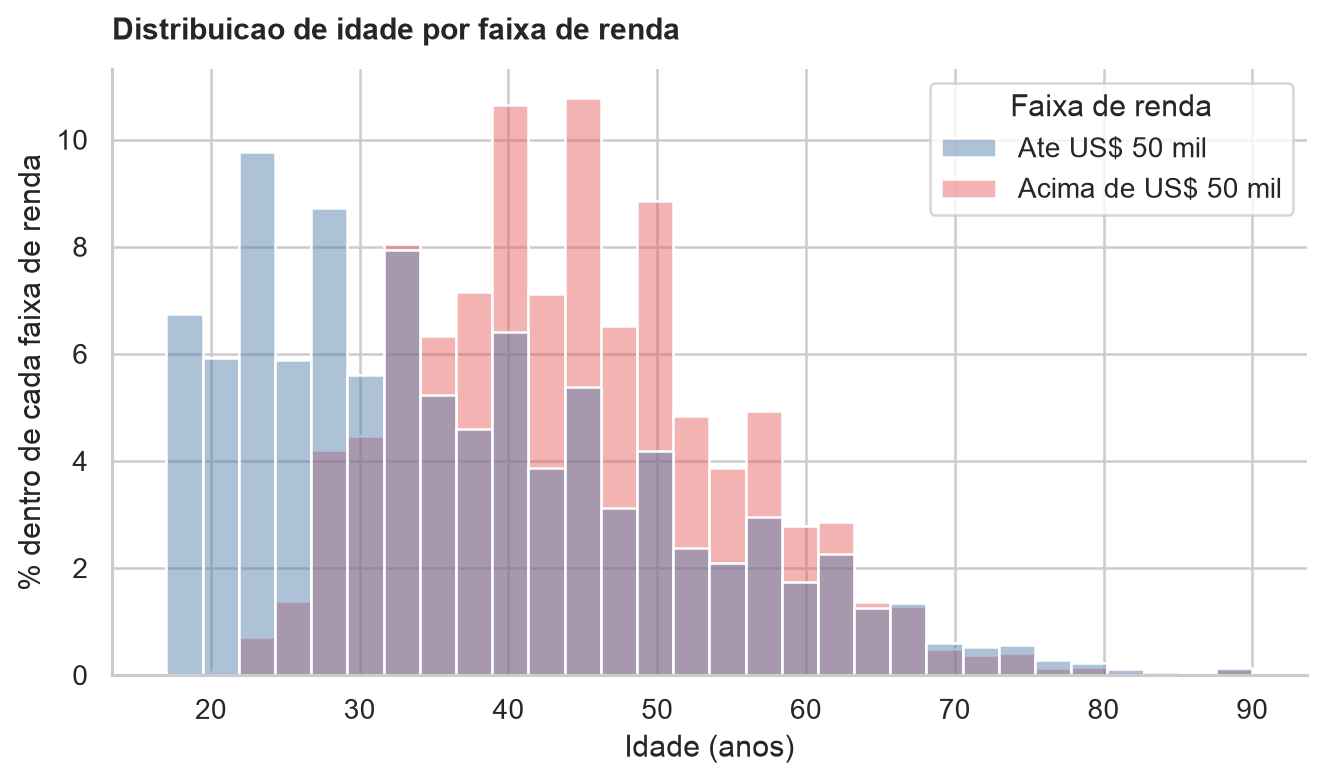 Distribuicao de idade por faixa de renda
Faixa de renda
Ate US$ 50 mil
Acima de US$ 50 mil
% dentro de cada faixa de renda
10
8
6
4
2
0
20 30 40 50 60 70 80 90
Idade (anos)